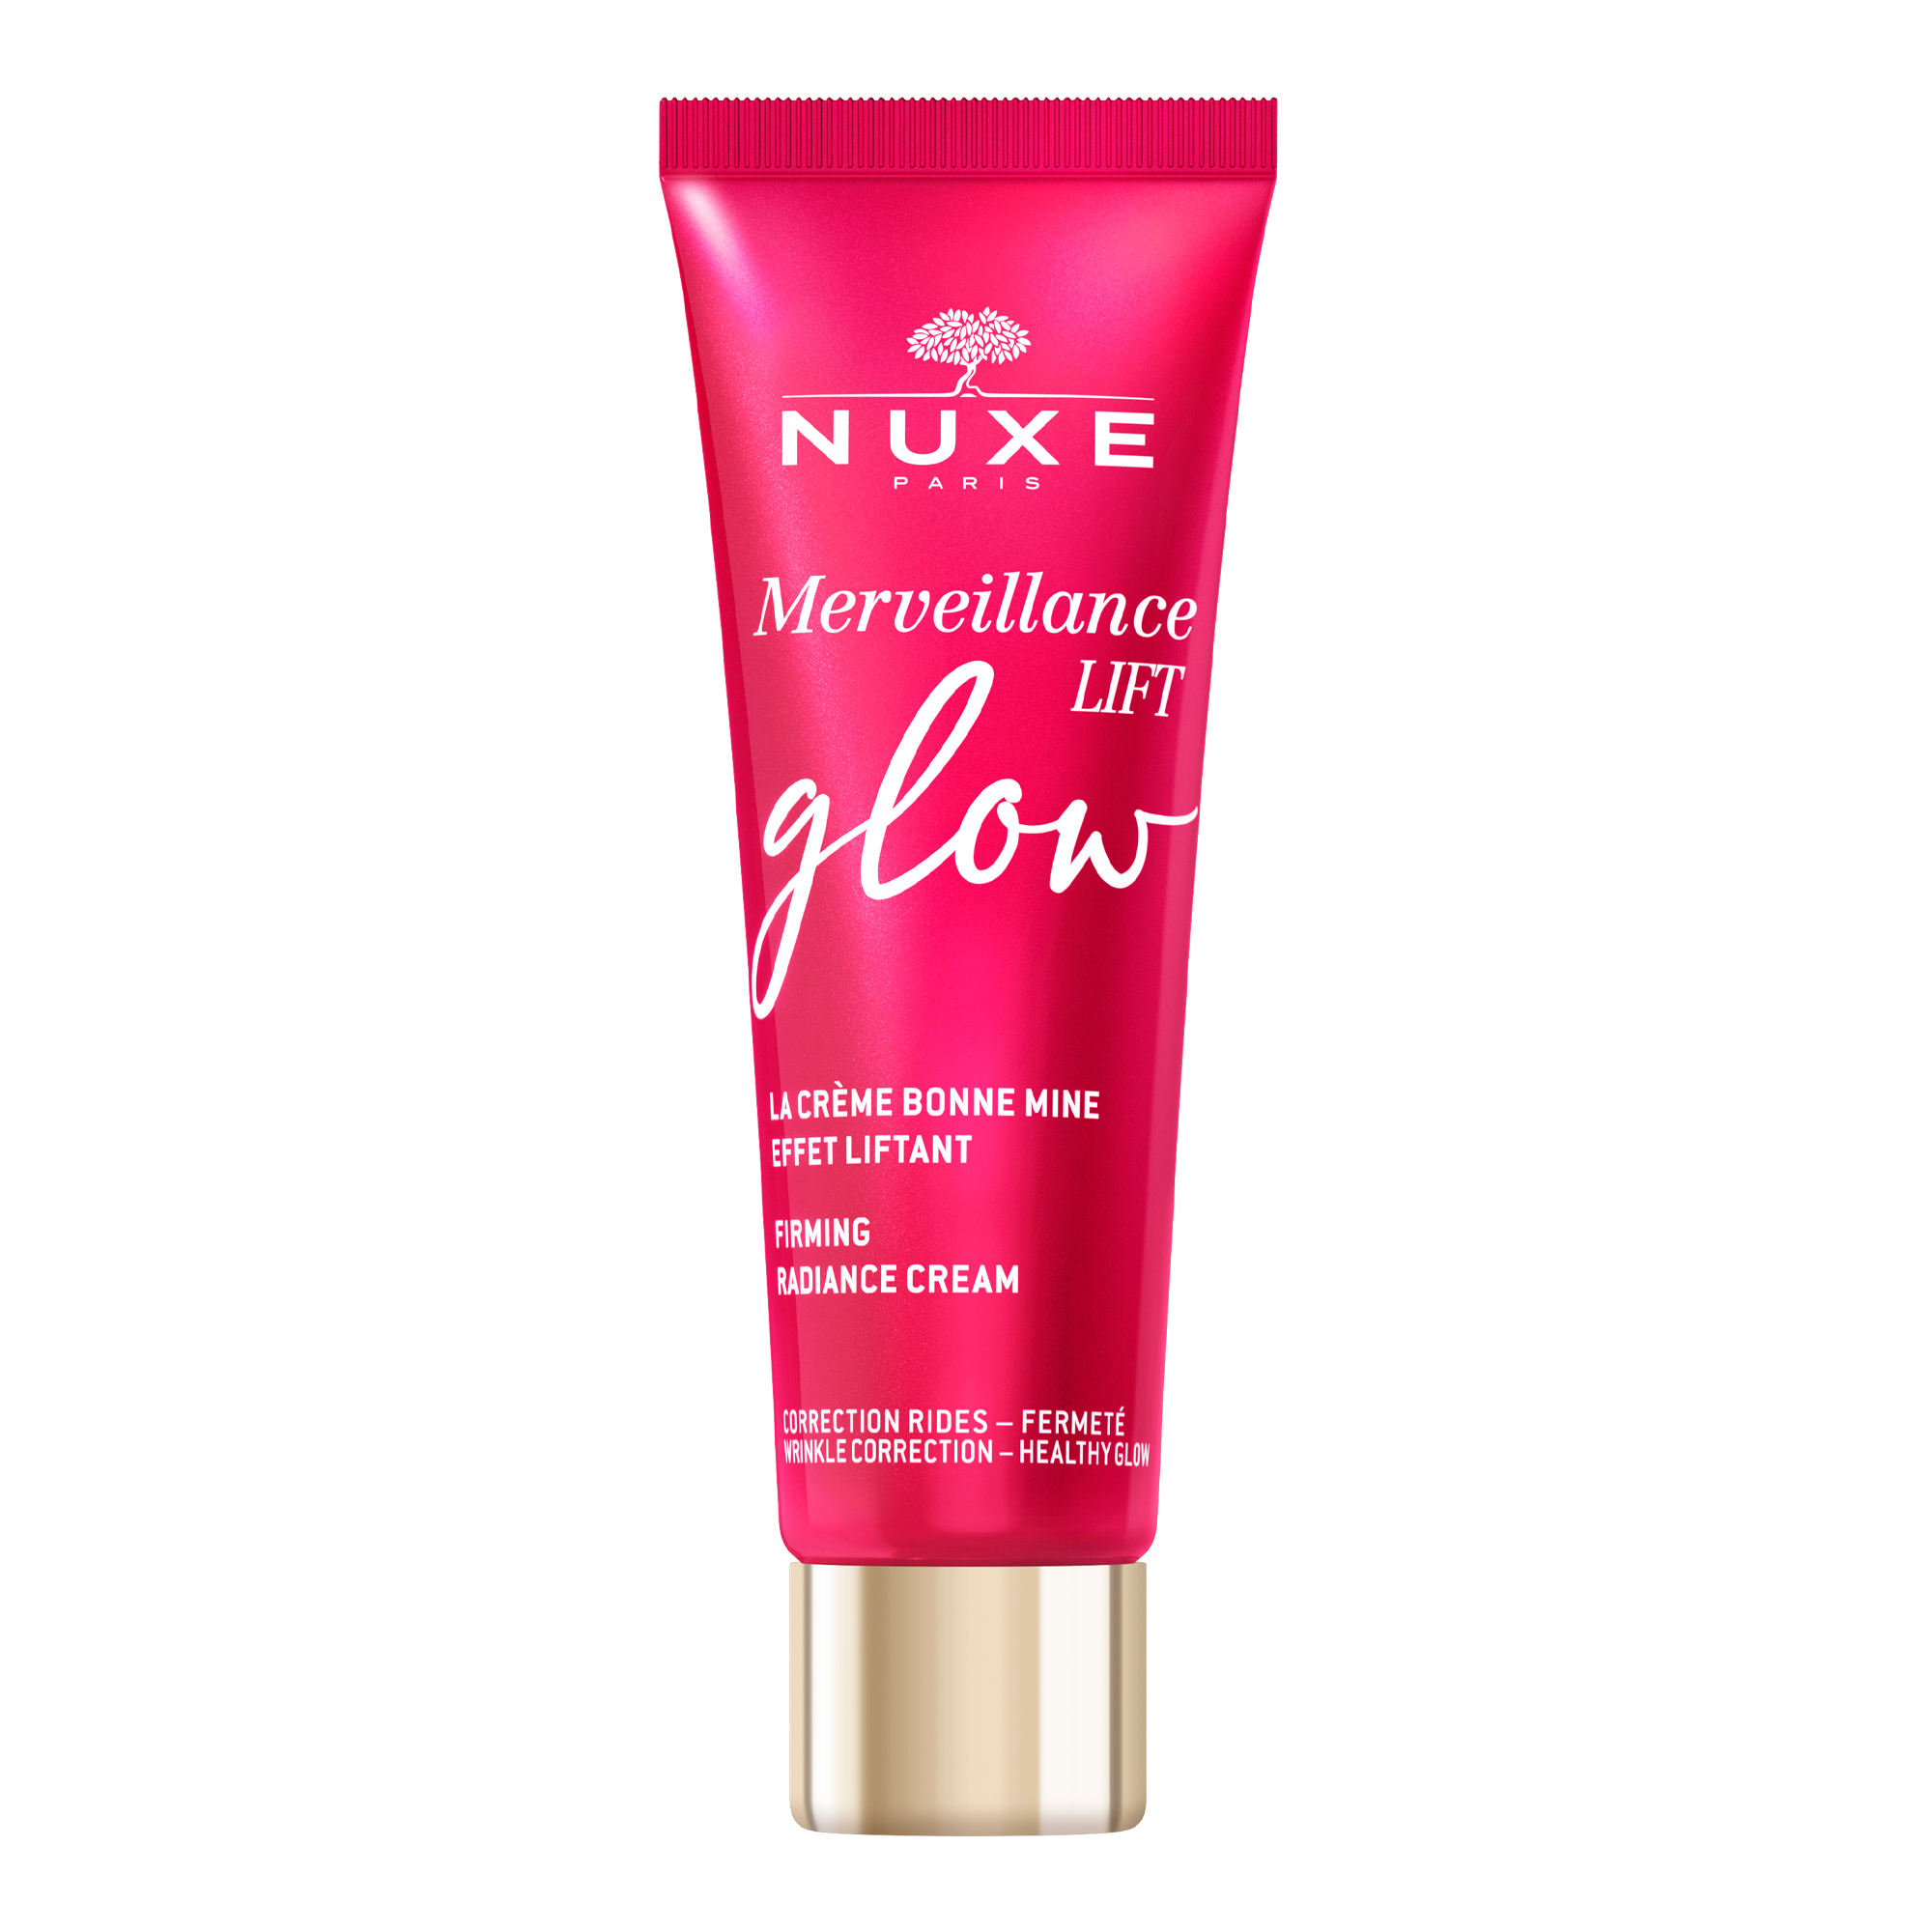 NUXE
PARIS
Merveillance
LIFT
glow
LA CRÈME BONNE MINE
EFFET LIFTANT
FIRMING
RADIANCE CREAM
CORRECTION RIDES – FERMETÉ
WRINKLE CORRECTION – HEALTHY GLOW